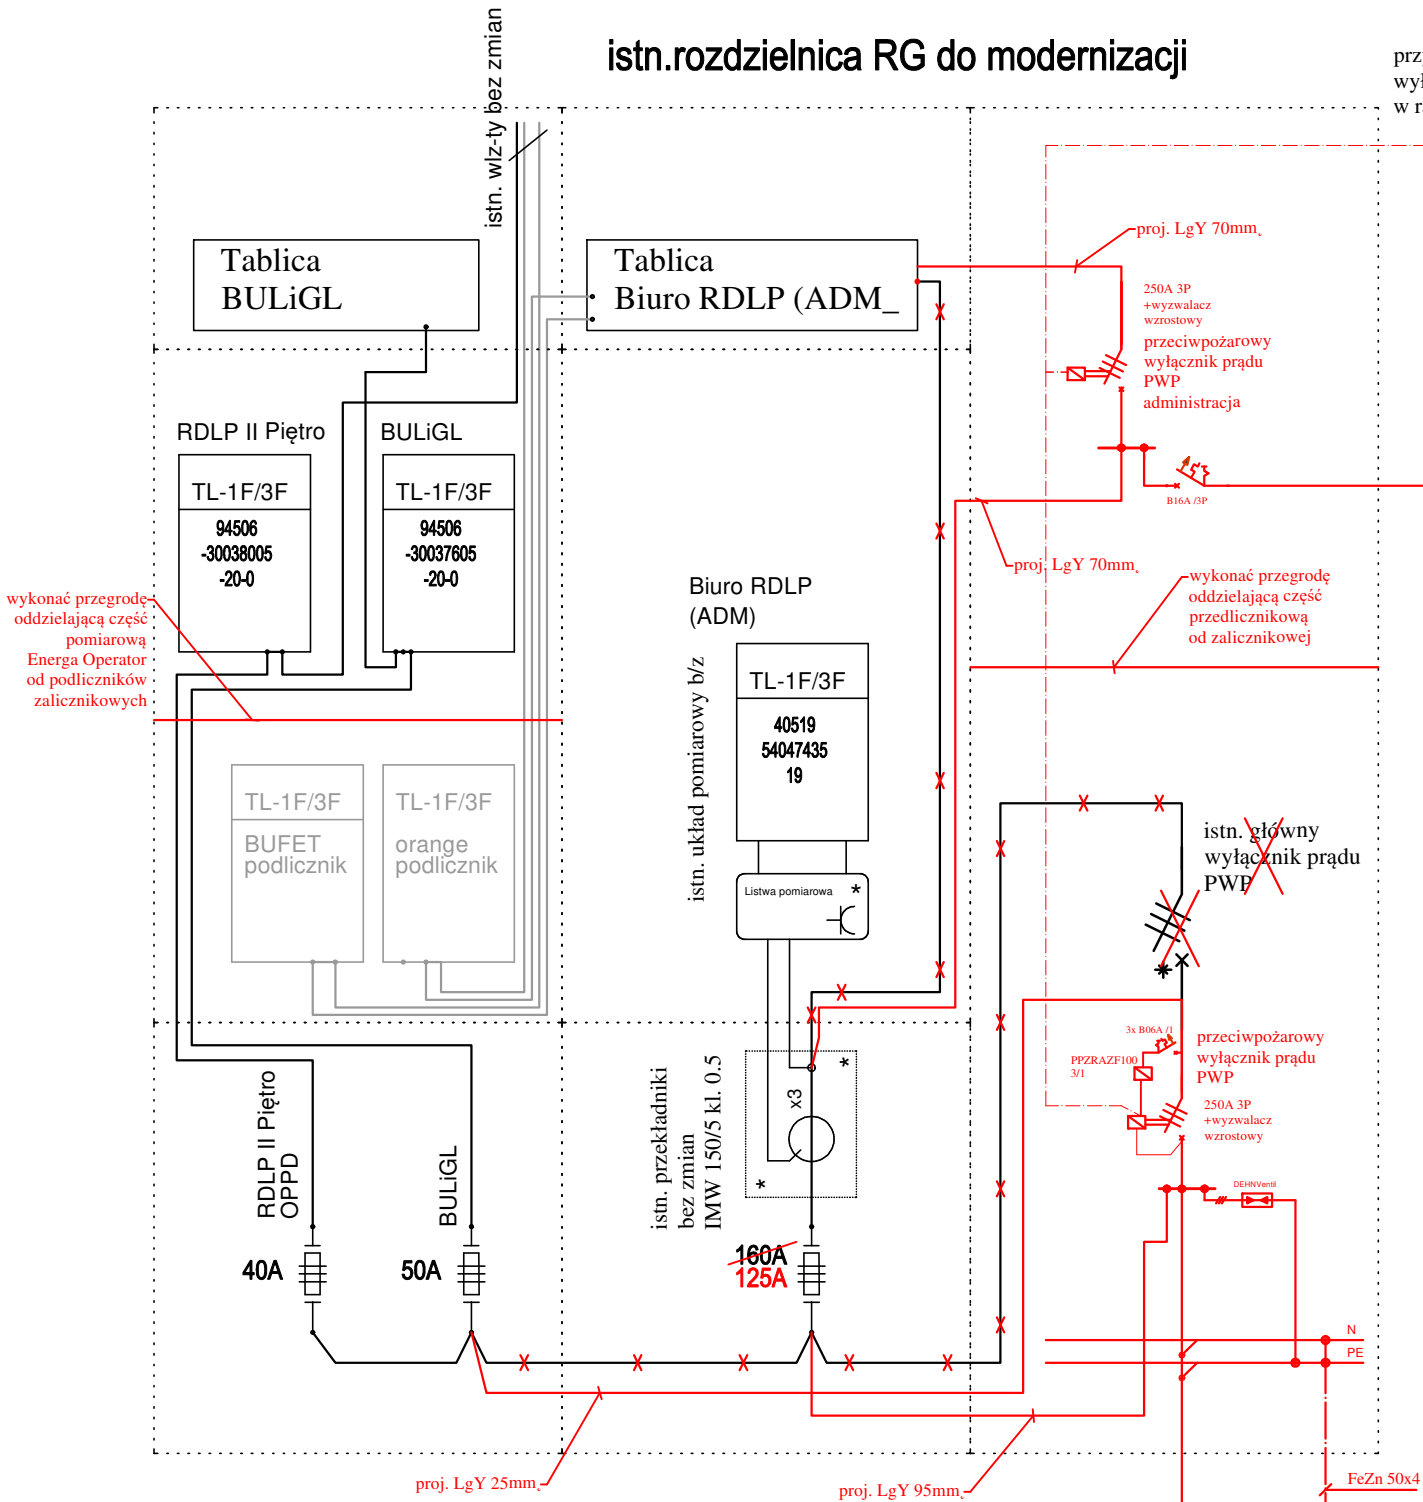 istn.rozdzielnica RG do modernizacji
istn. wlz-ty bez zmian
Tablica
BULiGL
Tablica
Biuro RDLP (ADM_
proj. LgY 70mm
250A 3P
+wyzwalacz
wzrostowy
przeciwpożarowy
wyłącznik prądu
PWP
administracja
B16A /3P
RDLP II Piętro
TL-1F/3F
94506
-30038005
-20-0
BULiGL
TL-1F/3F
94506
-30037605
-20-0
proj. LgY 70mm
wykonać przegrodę
oddzielającą część
pomiarową
Energa Operator
od podliczników
zalicznikowych
wykonać przegrodę
oddzielającą część
przedlicznikową
od zalicznikowej
Biuro RDLP
(ADM)
TL-1F/3F
40519
54047435
19
istn. układ pomiarowy b/z
Listwa pomiarowa *
TL-1F/3F
BUFET
podlicznik
TL-1F/3F
orange
podlicznik
istn. główny
wyłącznik prądu
PWP
3x B06A /1
PPZRAZF100
3/1
przeciwpożarowy
wyłącznik prądu
PWP
250A 3P
+wyzwalacz
wzrostowy
DEHNVentil
istn. przekładniki
bez zmian
IMW 150/5 kl. 0.5
x3
*
*
RDLP II Piętro
OPPD
BULiGL
40A
50A
160A
125A
N
PE
proj. LgY 25mm
proj. LgY 95mm
FeZn 50x4